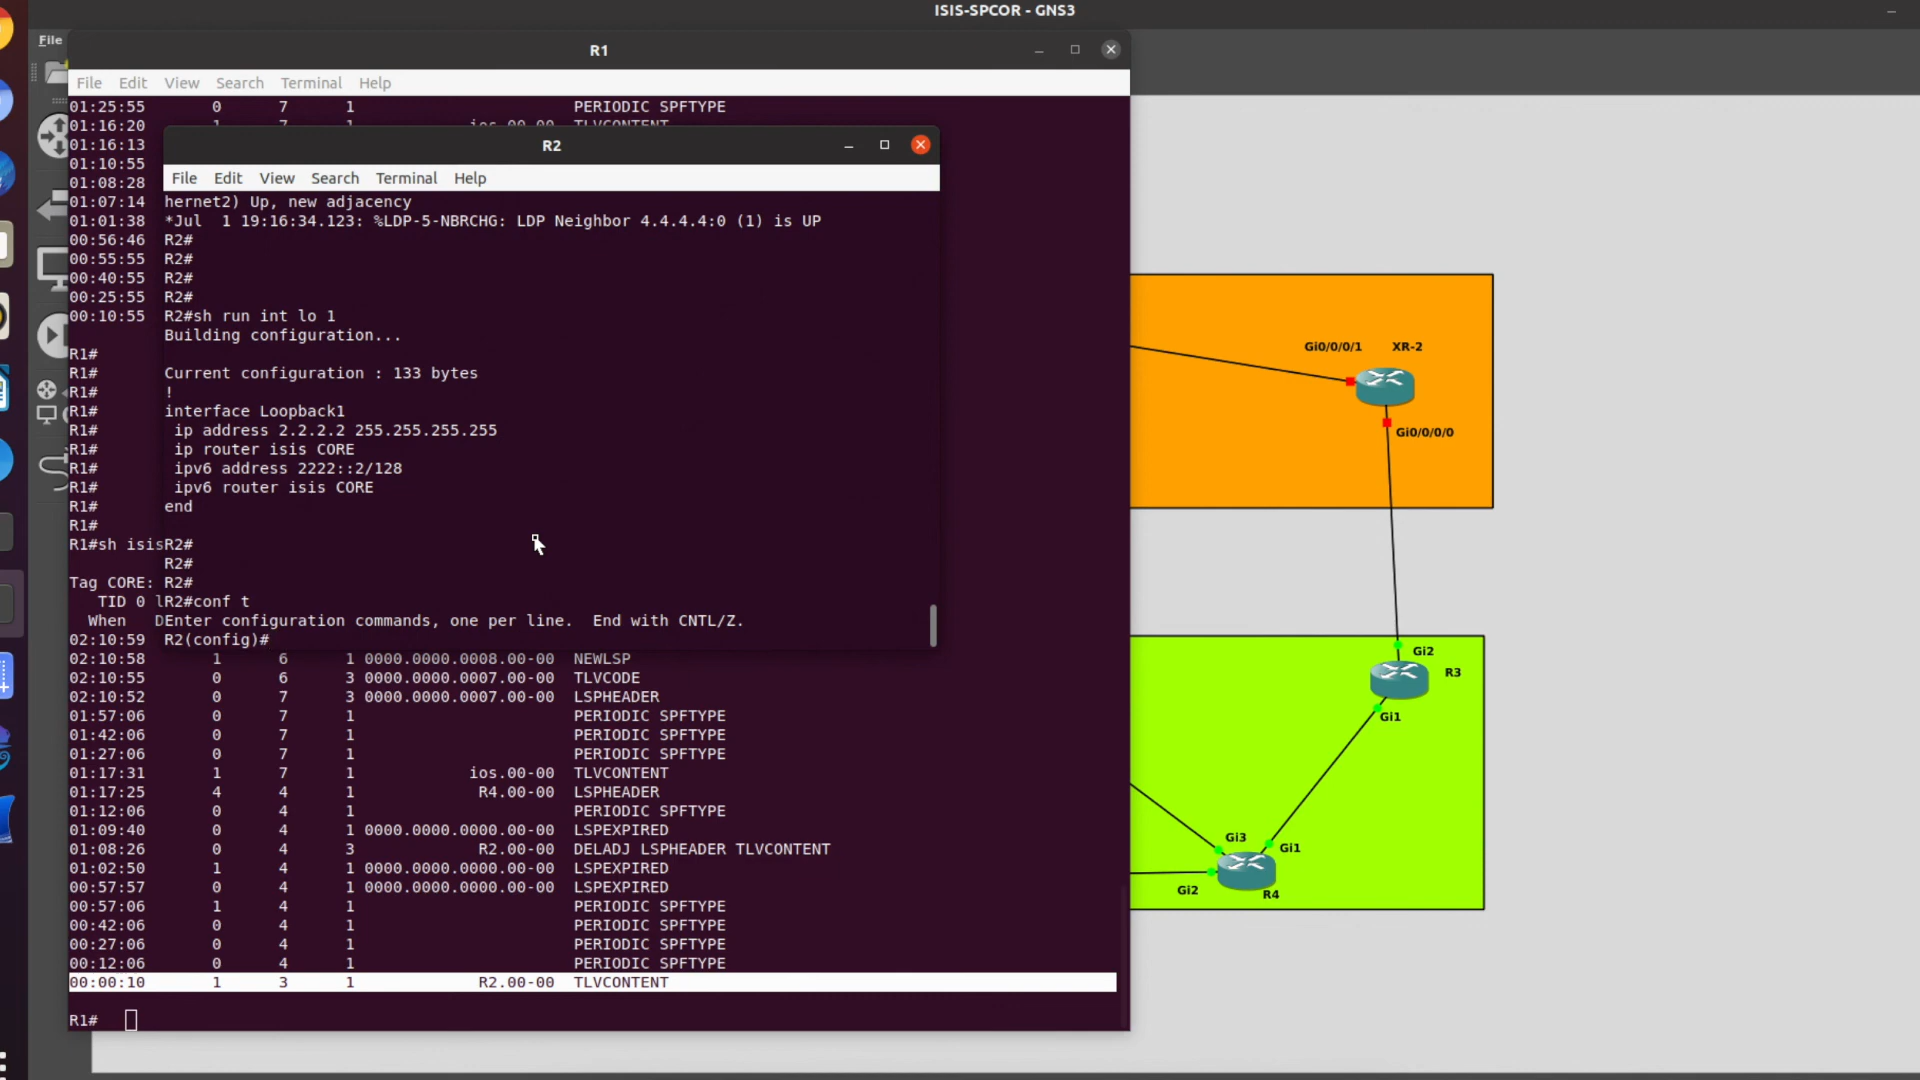 ISIS-SPCOR - GNS3
File
R1
File Edit View Search Terminal Help
01:25:55 0 7 1 PERIODIC SPFTYPE
01:16:20 1 7 1 ios.00-00 TLVCONTENT
01:16:13
01:10:55
01:08:28
01:07:14
01:01:38
00:56:46
00:55:55
00:40:55
00:25:55
00:10:55
R1#
R1#
R1#
R1#
R1#
R1#
R1#
R1#
R1#
R1#
R1#sh isis
Tag CORE:
TID 0 l
When D
02:10:59
02:10:58 1 6 1 0000.0000.0008.00-00 NEWLSP
02:10:55 0 6 3 0000.0000.0007.00-00 TLVCODE
02:10:52 0 7 3 0000.0000.0007.00-00 LSPHEADER
01:57:06 0 7 1 PERIODIC SPFTYPE
01:42:06 0 7 1 PERIODIC SPFTYPE
01:27:06 0 7 1 PERIODIC SPFTYPE
01:17:31 1 7 1 ios.00-00 TLVCONTENT
01:17:25 4 4 1 R4.00-00 LSPHEADER
01:12:06 0 4 1 PERIODIC SPFTYPE
01:09:40 0 4 1 0000.0000.0000.00-00 LSPEXPIRED
01:08:26 0 4 3 R2.00-00 DELADJ LSPHEADER TLVCONTENT
01:02:50 1 4 1 0000.0000.0000.00-00 LSPEXPIRED
00:57:57 0 4 1 0000.0000.0000.00-00 LSPEXPIRED
00:57:06 1 4 1 PERIODIC SPFTYPE
00:42:06 0 4 1 PERIODIC SPFTYPE
00:27:06 0 4 1 PERIODIC SPFTYPE
00:12:06 0 4 1 PERIODIC SPFTYPE
00:00:10 1 3 1 R2.00-00 TLVCONTENT
R1#
R2
File Edit View Search Terminal Help
hernet2) Up, new adjacency
*Jul 1 19:16:34.123: %LDP-5-NBRCHG: LDP Neighbor 4.4.4.4:0 (1) is UP
R2#
R2#
R2#
R2#
R2#sh run int lo 1
Building configuration...
Current configuration : 133 bytes
!
interface Loopback1
ip address 2.2.2.2 255.255.255.255
ip router isis CORE
ipv6 address 2222::2/128
ipv6 router isis CORE
end
R2#
R2#
R2#
R2#conf t
Enter configuration commands, one per line. End with CNTL/Z.
R2(config)#
Gi0/0/0/1 XR-2
Gi0/0/0/0
Gi2
R3
Gi1
Gi3
Gi1
Gi2
R4